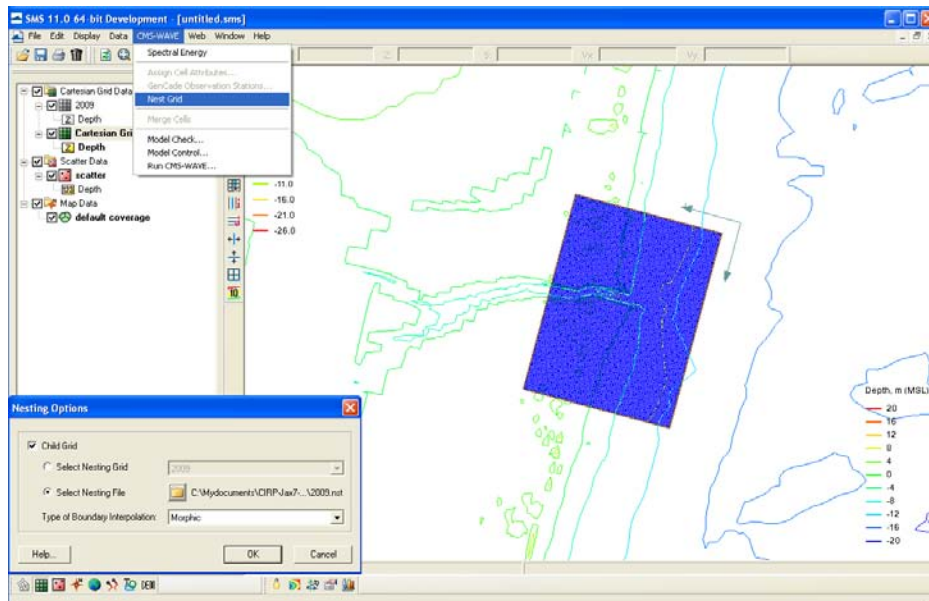 SMS 11.0 64-bit Development - [untitled.sms]
File Edit Display Data CMS-WAVE Web Window Help
Spectral Energy
Assign Cell Attributes...
GenCade Observation Stations...
Nest Grid
Merge Cells
Model Check...
Model Control...
Run CMS-WAVE...
Z: S: Vx: Vy:
Cartesian Grid Data
2009
Z Depth
Cartesian Gri
Z Depth
Scatter Data
scatter
Depth
Map Data
default coverage
-11.0
-16.0
-21.0
-26.0
Depth, m (MSL)
20
16
12
8
4
0
-4
-8
-12
-16
-20
Nesting Options
Child Grid
Select Nesting Grid 2009
Select Nesting File C:\Mydocuments\CIRP-Jax7-...\2009.nst
Type of Boundary Interpolation: Morphic
Help... OK Cancel
DEM